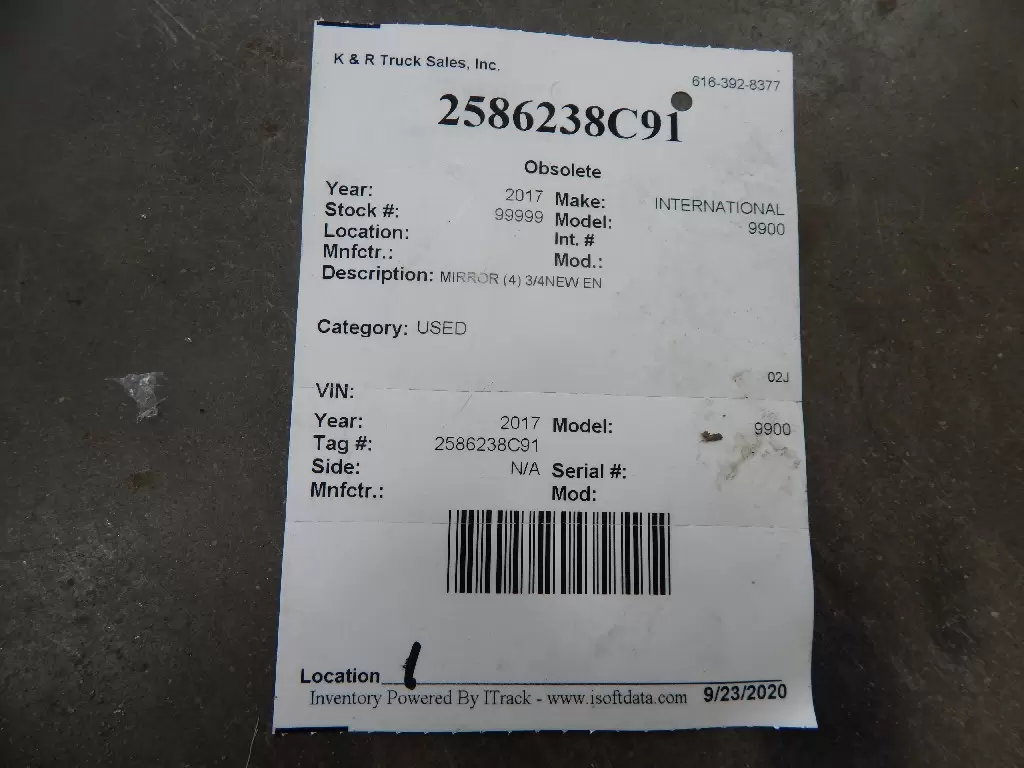 K & R Truck Sales, Inc.
616-392-8377
2586238C91
Obsolete
Year: 2017 Make: INTERNATIONAL
Stock #: 99999 Model: 9900
Location: Int. #
Mnfctr.: Mod.:
Description: MIRROR (4) 3/4NEW EN
Category: USED
02J
VIN:
Year: 2017 Model: 9900
Tag #: 2586238C91
Side: N/A Serial #:
Mnfctr.: Mod:
Location 1
Inventory Powered By ITrack - www.isoftdata.com 9/23/2020